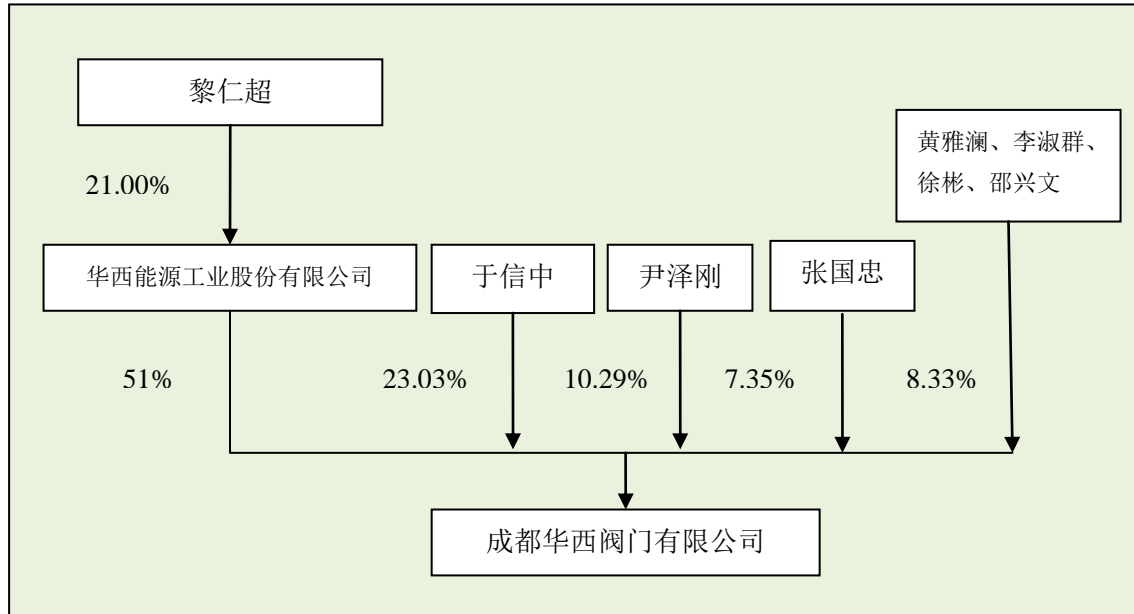 黎仁超
黄雅澜、李淑群、
徐彬、邵兴文
21.00%
华西能源工业股份有限公司
于信中
尹泽刚
张国忠
51%
23.03%
10.29%
7.35%
8.33%
成都华西阀门有限公司